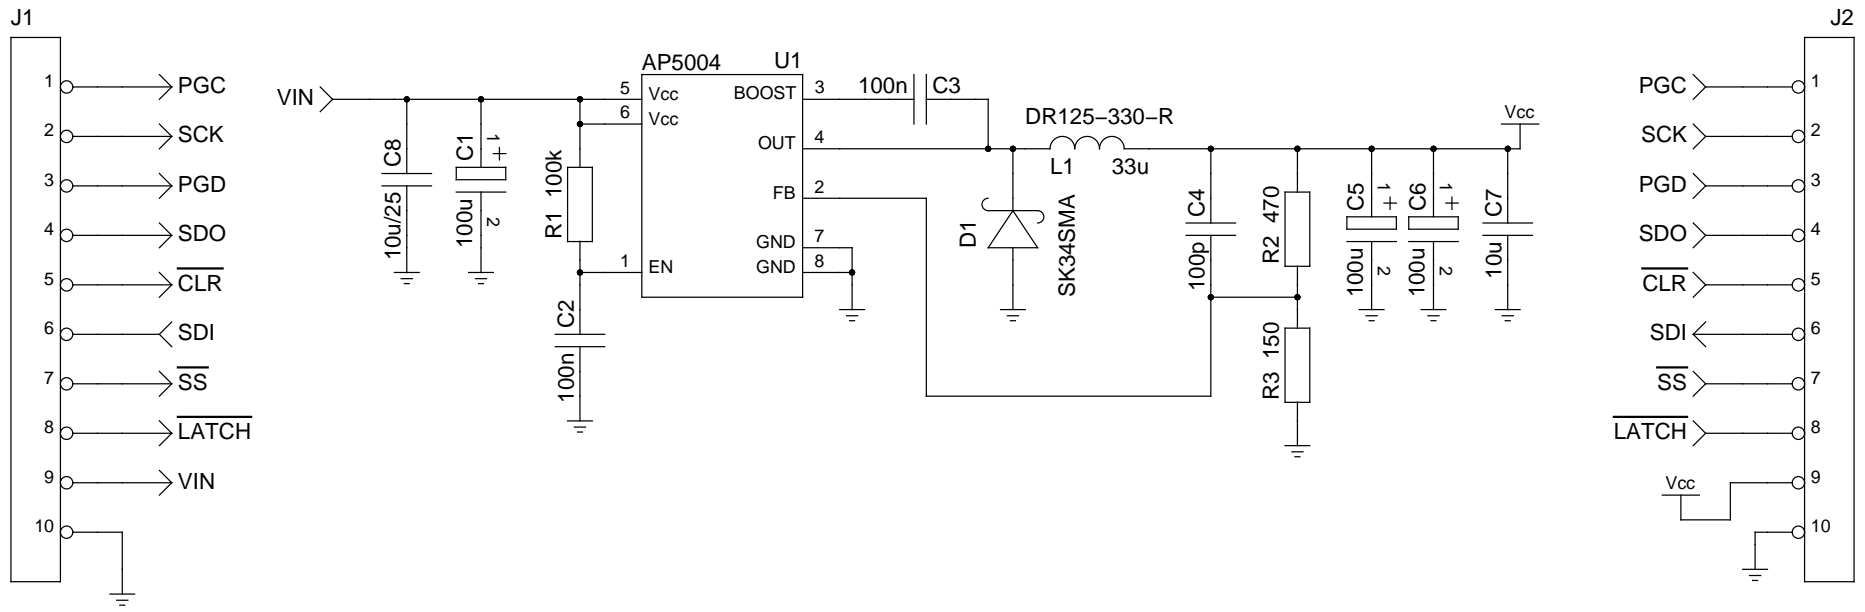 J1
1 PGC
2 SCK
3 PGD
4 SDO
5 CLR
6 SDI
7 SS
8 LATCH
9 VIN
10
VIN
C8
10u/25
C1
1 +
100u
2
R1 100k
C2
100n
AP5004 U1
5 Vcc
6 Vcc
1 EN
BOOST 3
OUT 4
FB 2
GND 7
GND 8
100n C3
DR125-330-R
L1 33u
D1
SK34SMA
C4
100p
R2 470
R3 150
C5
1 +
100u
2
C6
1 +
100u
2
C7
10u
Vcc
J2
PGC 1
SCK 2
PGD 3
SDO 4
CLR 5
SDI 6
SS 7
LATCH 8
Vcc 9
10